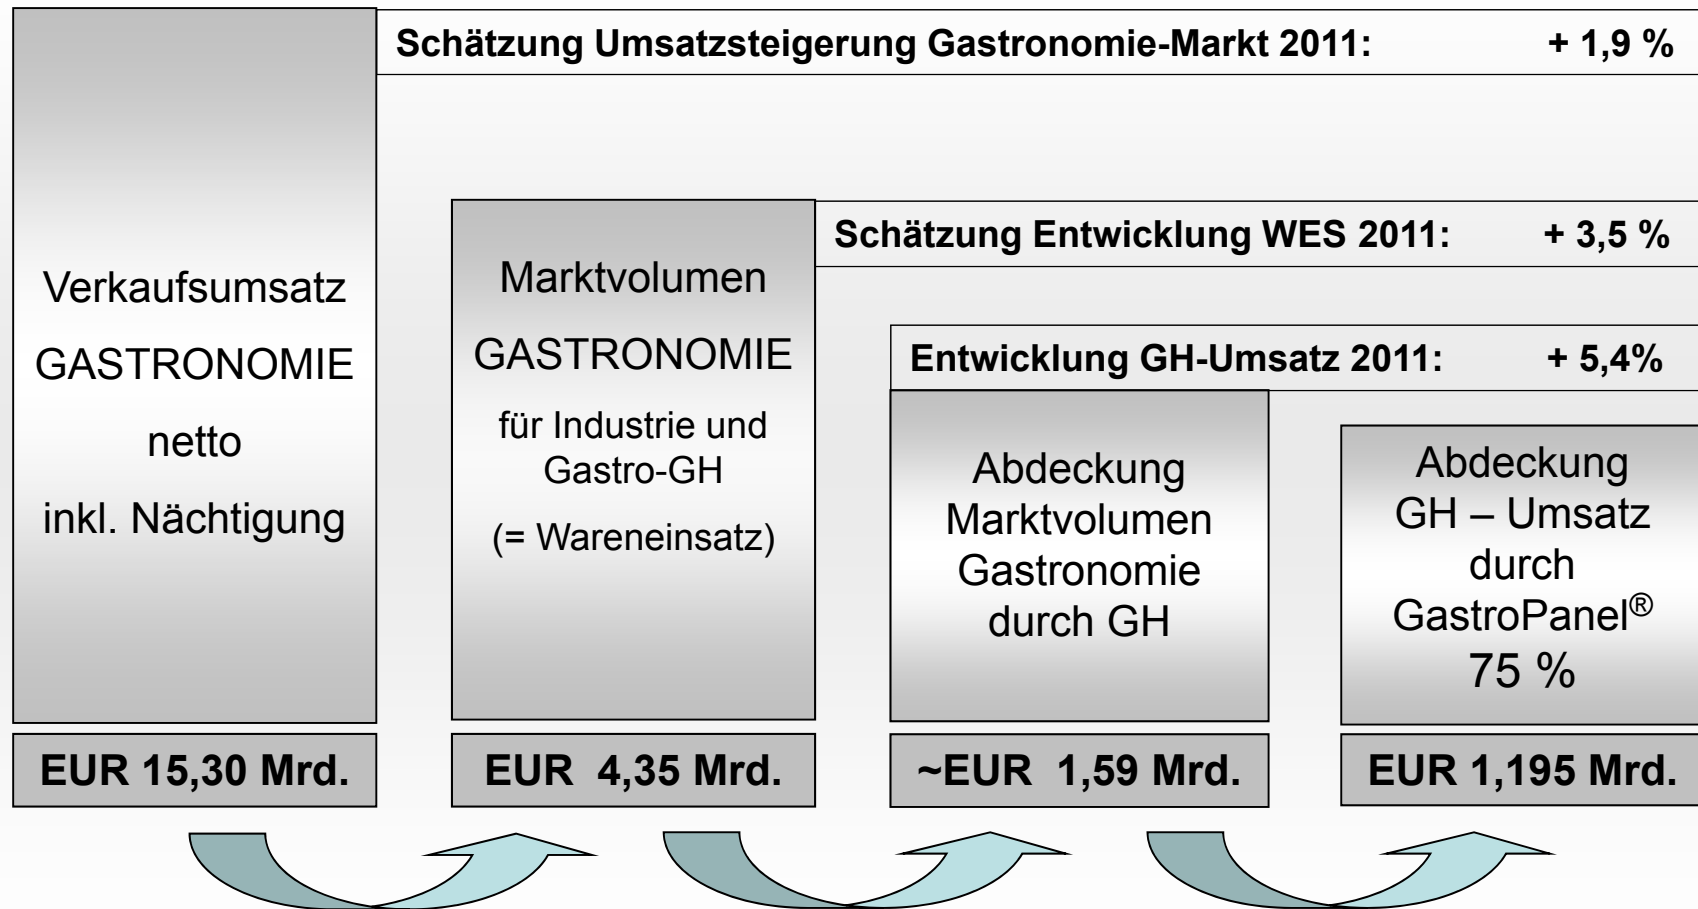 Schätzung Umsatzsteigerung Gastronomie-Markt 2011: + 1,9 %
Schätzung Entwicklung WES 2011: + 3,5 %
Entwicklung GH-Umsatz 2011: + 5,4%
Verkaufsumsatz
GASTRONOMIE
netto
inkl. Nächtigung
EUR 15,30 Mrd.
Marktvolumen
GASTRONOMIE
für Industrie und
Gastro-GH
(= Wareneinsatz)
EUR 4,35 Mrd.
Abdeckung
Marktvolumen
Gastronomie
durch GH
~EUR 1,59 Mrd.
Abdeckung
GH – Umsatz
durch
GastroPanel®
75 %
EUR 1,195 Mrd.